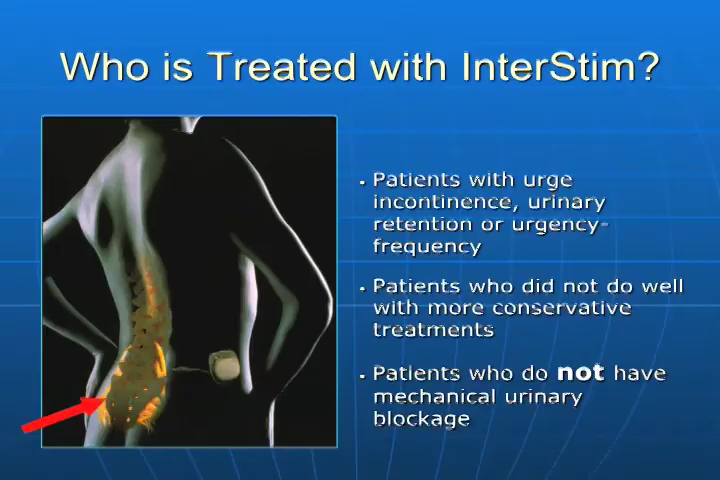 Who is Treated with InterStim?
• Patients with urge
incontinence, urinary
retention or urgency-
frequency
• Patients who did not do well
with more conservative
treatments
• Patients who do not have
mechanical urinary
blockage